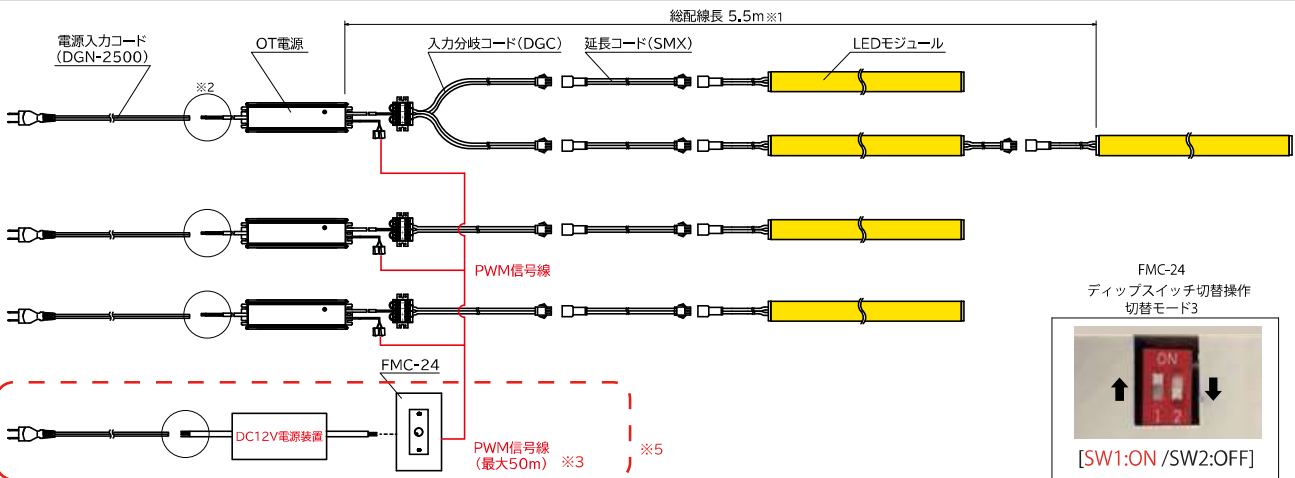 総配線長 5.5m※1
電源入力コード
(DGN-2500)
OT電源
入力分岐コード(DGC)
延長コード(SMX)
LEDモジュール
※2
PWM信号線
FMC-24
ディップスイッチ切替操作
切替モード3
ON
1 2
[SW1:ON /SW2:OFF]
FMC-24
DC12V電源装置
PWM信号線
(最大50m) ※3
※5